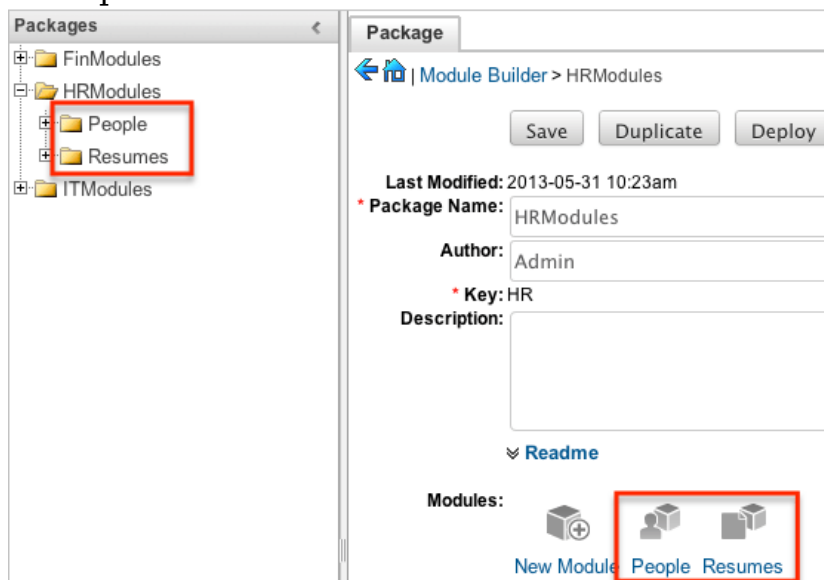 Packages
FinModules
HRModules
People
Resumes
ITModules
Package
| Module Builder > HRModules
Save Duplicate Deploy
Last Modified: 2013-05-31 10:23am
* Package Name: HRModules
Author: Admin
* Key: HR
Description:
Readme
Modules:
New Module People Resumes